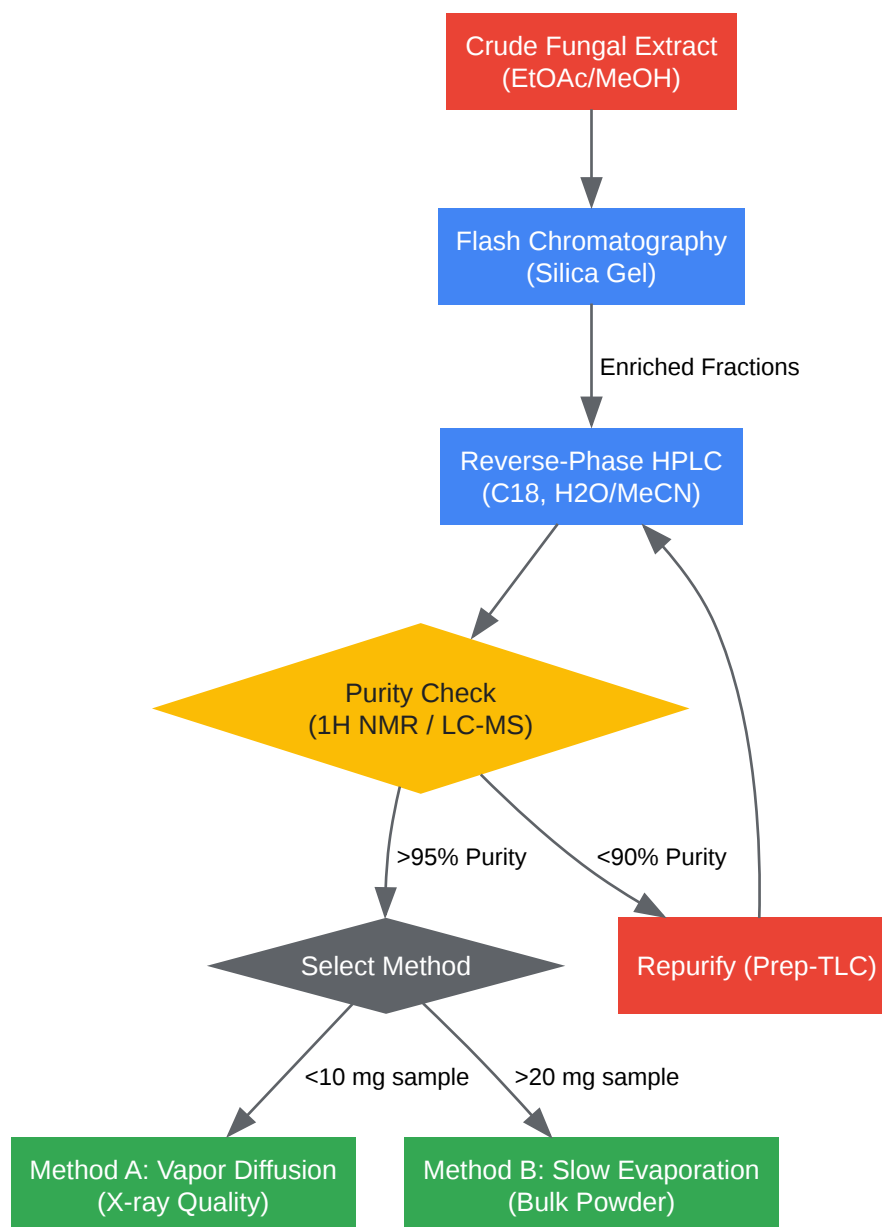 Crude Fungal Extract
(EtOAc/MeOH)
Flash Chromatography
(Silica Gel)
Enriched Fractions
Reverse-Phase HPLC
(C18, H2O/MeCN)
Purity Check
(1H NMR / LC-MS)
>95% Purity
<90% Purity
Select Method
Repurify (Prep-TLC)
<10 mg sample
>20 mg sample
Method A: Vapor Diffusion
(X-ray Quality)
Method B: Slow Evaporation
(Bulk Powder)